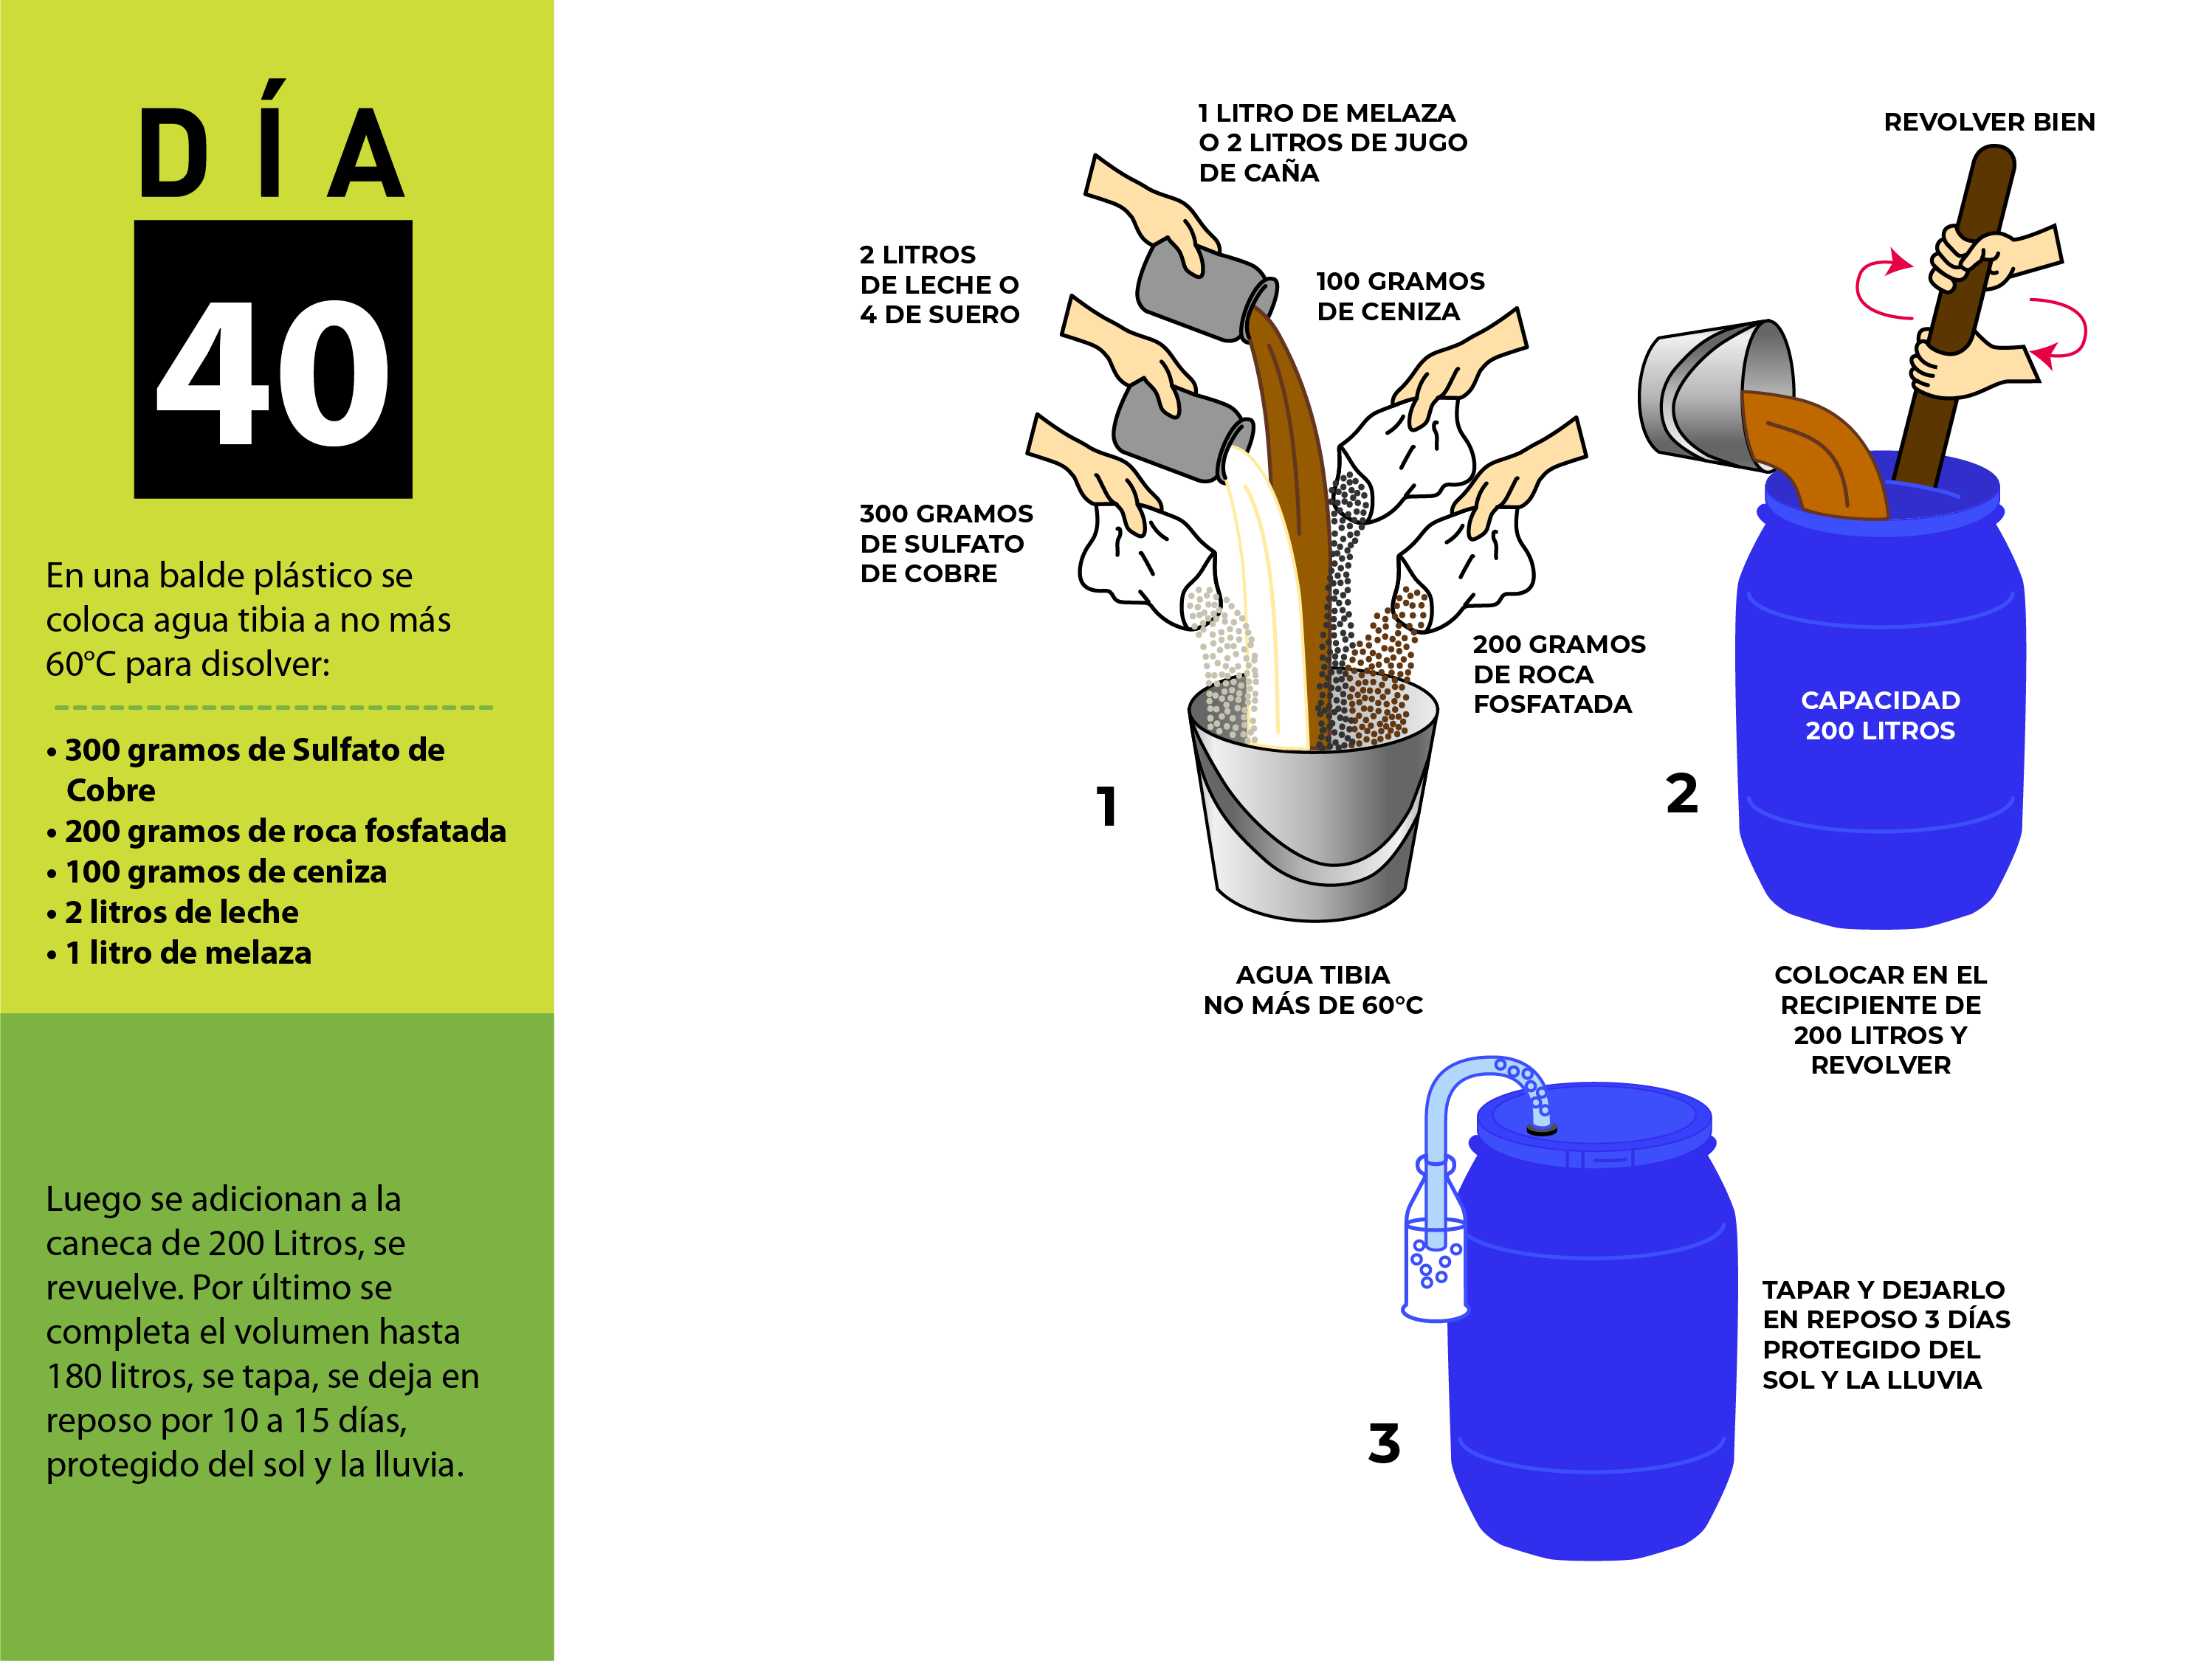 DÍA
40
En una balde plástico se
coloca agua tibia a no más
60°C para disolver:
• 300 gramos de Sulfato de
Cobre
• 200 gramos de roca fosfatada
• 100 gramos de ceniza
• 2 litros de leche
• 1 litro de melaza
Luego se adicionan a la
caneca de 200 Litros, se
revuelve. Por último se
completa el volumen hasta
180 litros, se tapa, se deja en
reposo por 10 a 15 días,
protegido del sol y la lluvia.
1 LITRO DE MELAZA
O 2 LITROS DE JUGO
DE CAÑA
2 LITROS
DE LECHE O
4 DE SUERO
100 GRAMOS
DE CENIZA
300 GRAMOS
DE SULFATO
DE COBRE
200 GRAMOS
DE ROCA
FOSFATADA
1
AGUA TIBIA
NO MÁS DE 60°C
REVOLVER BIEN
CAPACIDAD
200 LITROS
2
COLOCAR EN EL
RECIPIENTE DE
200 LITROS Y
REVOLVER
TAPAR Y DEJARLO
EN REPOSO 3 DÍAS
PROTEGIDO DEL
SOL Y LA LLUVIA
3